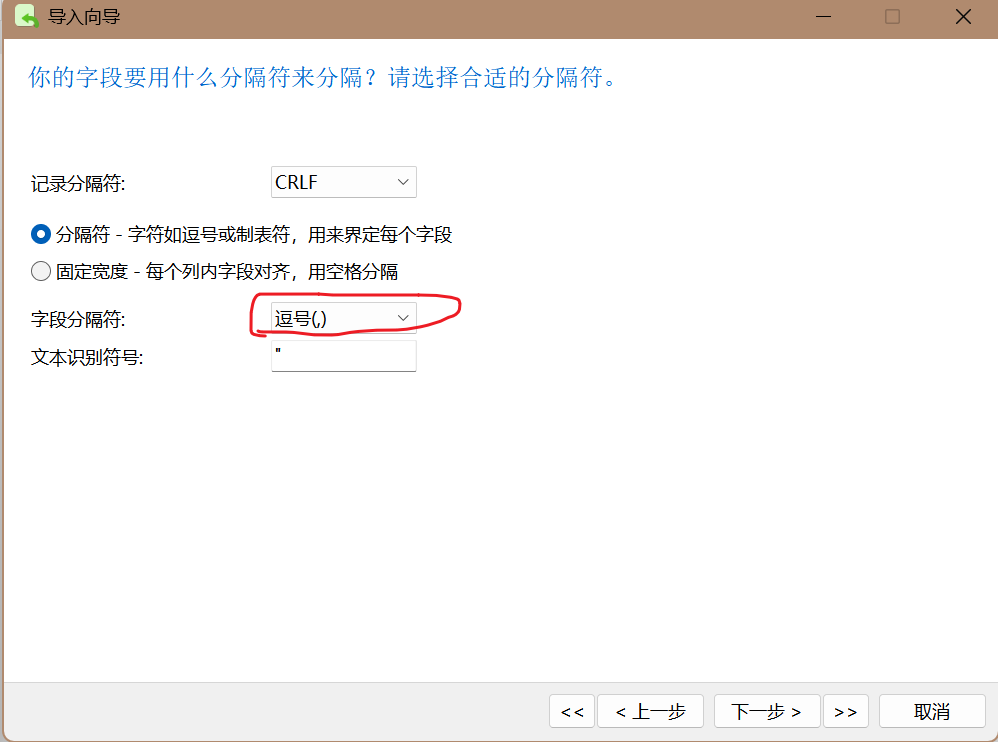 导入向导
你的字段要用什么分隔符来分隔？请选择合适的分隔符。
记录分隔符: CRLF
分隔符 - 字符如逗号或制表符，用来界定每个字段
固定宽度 - 每个列内字段对齐，用空格分隔
字段分隔符: 逗号(,)
文本识别符号: "
<< < 上一步 下一步 > >> 取消